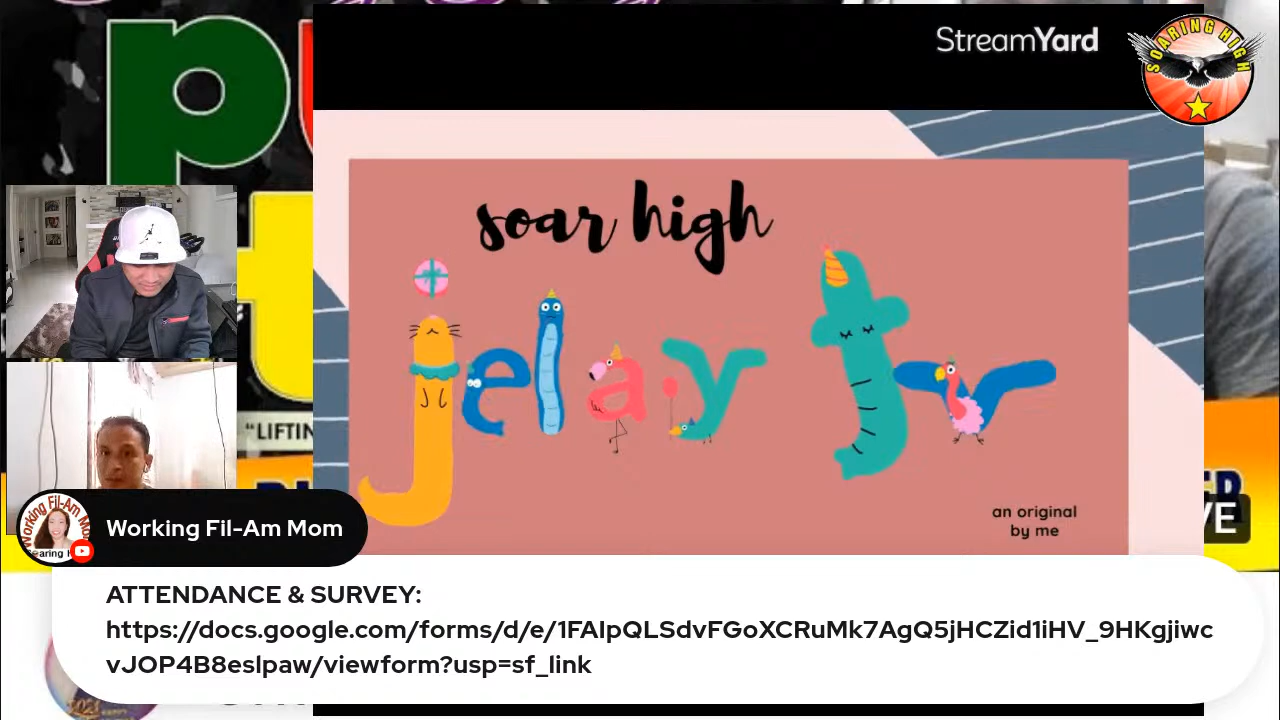 StreamYard
SOARING HIGH
soar high
jelay tv
"LIFTIN
an original
by me
Working Fil-Am Mom
ATTENDANCE & SURVEY:
https://docs.google.com/forms/d/e/1FAIpQLSdvFGoXCRuMk7AgQ5jHCZid1iHV_9HKgjiwc
vJOP4B8eslpaw/viewform?usp=sf_link